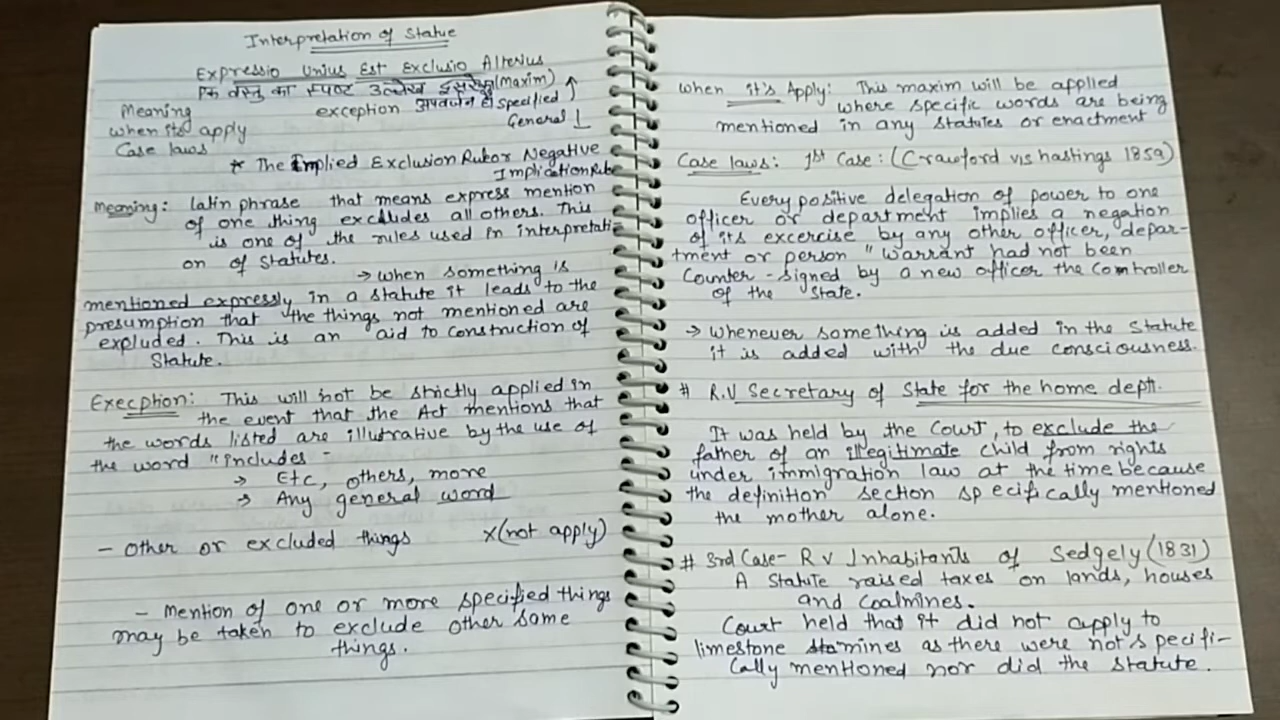 Interpretation of Statue
Expressio Unius Est Exclusio Alterius
एक वस्तु का स्पष्ट उल्लेख दूसरे का (Maxim)
exception अपवर्जन है specified ↑
General ↓
Meaning
when its apply
Case laws
* The Implied Exclusion Rule or Negative
Implication Rule
Meaning: latin phrase that means express mention
of one thing excludes all others. This
is one of the rules used in interpretati
on of statutes.
→ when something is
mentioned expressly in a statute it leads to the
presumption that the things not mentioned are
expluded. This is an aid to construction of
Statute.
Execption: This will not be strictly applied in
the event that the Act mentions that
the words listed are illutrative by the use of
the word "includes -
→ Etc, others, more
→ Any general word
- Other or excluded things x(not apply)
- Mention of one or more specified things
may be taken to exclude other some
things.
when it's Apply: This maxim will be applied
where specific words are being
mentioned in any statutes or enactment
Case laws: 1st Case: (Crawford v/s hastings 1859)
Every positive delegation of power to one
officer or department implies a negation
of its excercise by any other officer, depar-
tment or person "warrant had not been
Counter-signed by a new officer the Comtroller
of the State.
→ Whenever something is added in the Statute
it is added with the due consciousness.
# R.V Secretary of State for the home deptt.
It was held by the Court, to exclude the
father of an illegitimate child from rights
under immigration law at the time because
the definition section specifically mentioned
the mother alone.
# 3rd Case- R V Inhabitants of Sedgely (1831)
A Statute raised taxes on lands, houses
and Coalmines.
Court held that it did not apply to
limestone mines as there were not specifi-
cally mentioned nor did the statute.